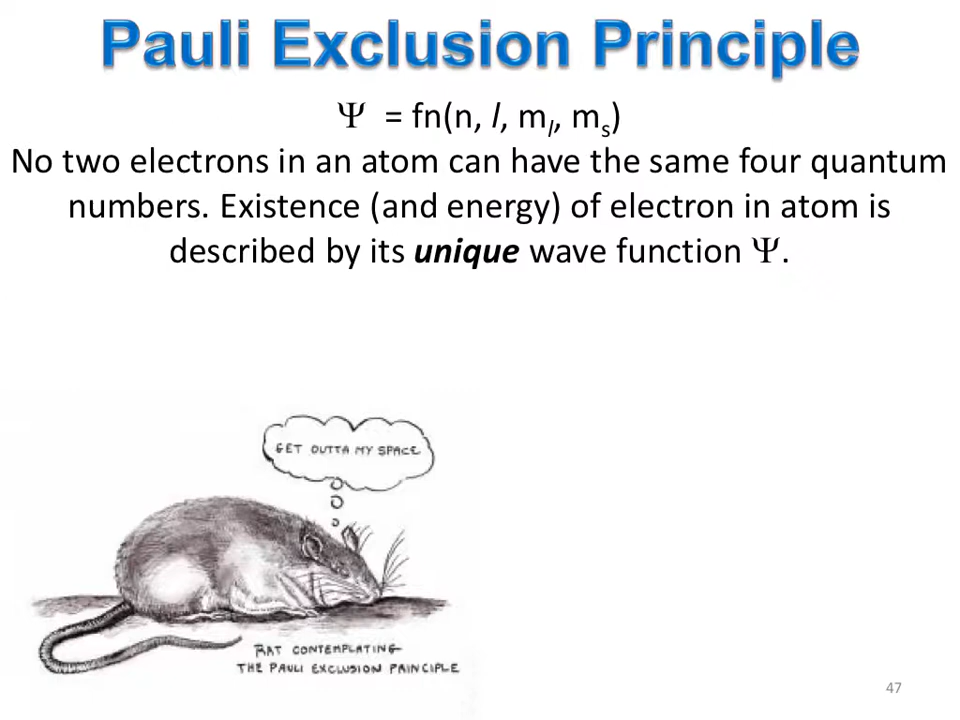 Pauli Exclusion Principle
Ψ = fn(n, l, mₗ, mₛ)
No two electrons in an atom can have the same four quantum
numbers. Existence (and energy) of electron in atom is
described by its unique wave function Ψ.
GET OUTTA MY SPACE
RAT CONTEMPLATING
THE PAULI EXCLUSION PRINCIPLE
47